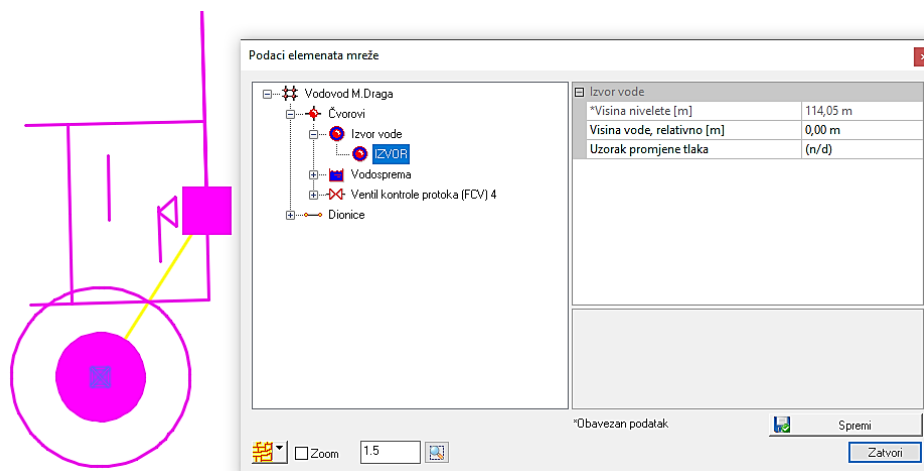 Podaci elemenata mreže
Vodovod M.Draga
Čvorovi
Izvor vode
IZVOR
Vodosprema
Ventil kontrole protoka (FCV) 4
Dionice
Izvor vode
*Visina nivelete [m] 114,05 m
Visina vode, relativno [m] 0,00 m
Uzorak promjene tlaka (n/d)
*Obavezan podatak
Spremi
Zoom 1.5
Zatvori